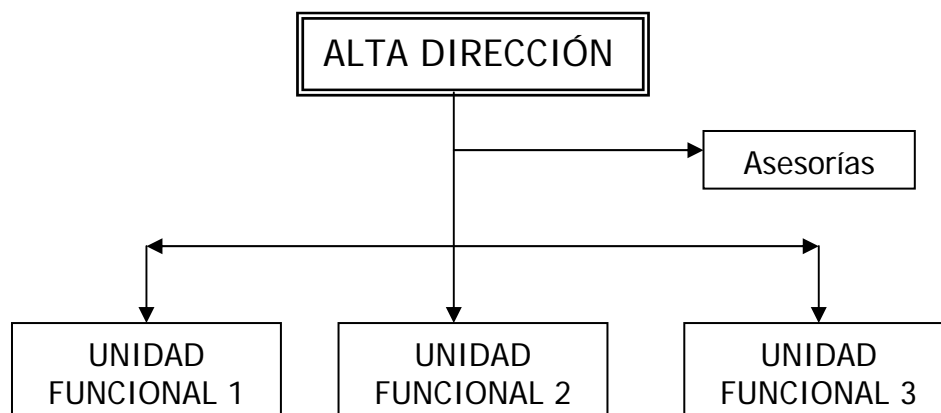 ALTA DIRECCIÓN
Asesorías
UNIDAD
FUNCIONAL 1
UNIDAD
FUNCIONAL 2
UNIDAD
FUNCIONAL 3